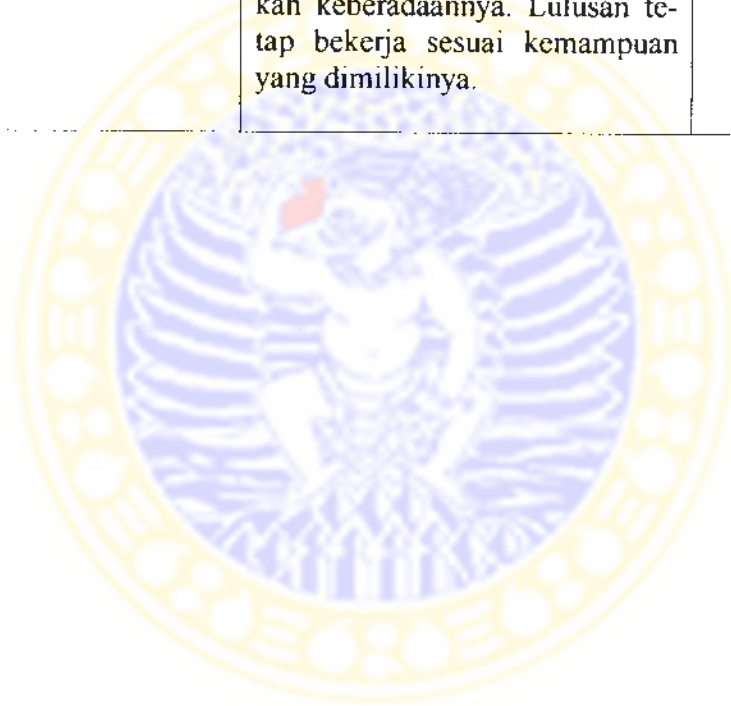 kan keberadaannya. Lulusan te-
tap bekerja sesuai kemampuan
yang dimilikinya.